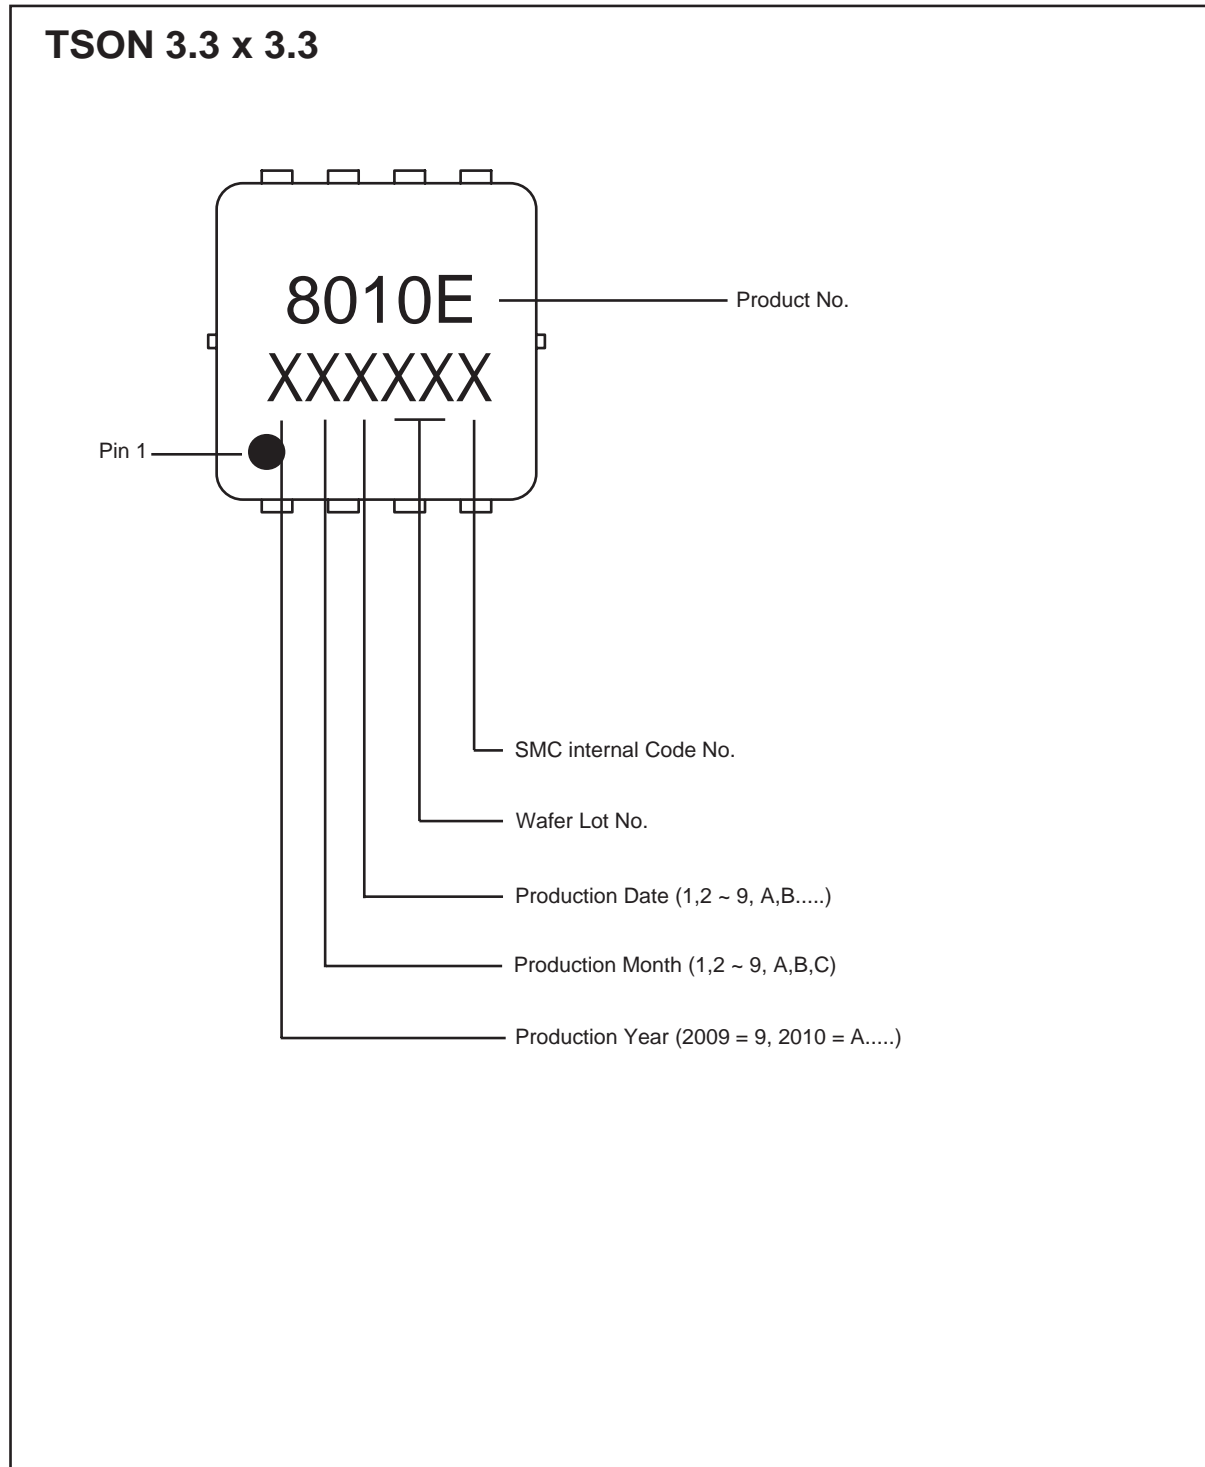 TSON 3.3 x 3.3
8010E
Product No.
XXXXXX
Pin 1
SMC internal Code No.
Wafer Lot No.
Production Date (1,2 ~ 9, A,B.....)
Production Month (1,2 ~ 9, A,B,C)
Production Year (2009 = 9, 2010 = A.....)